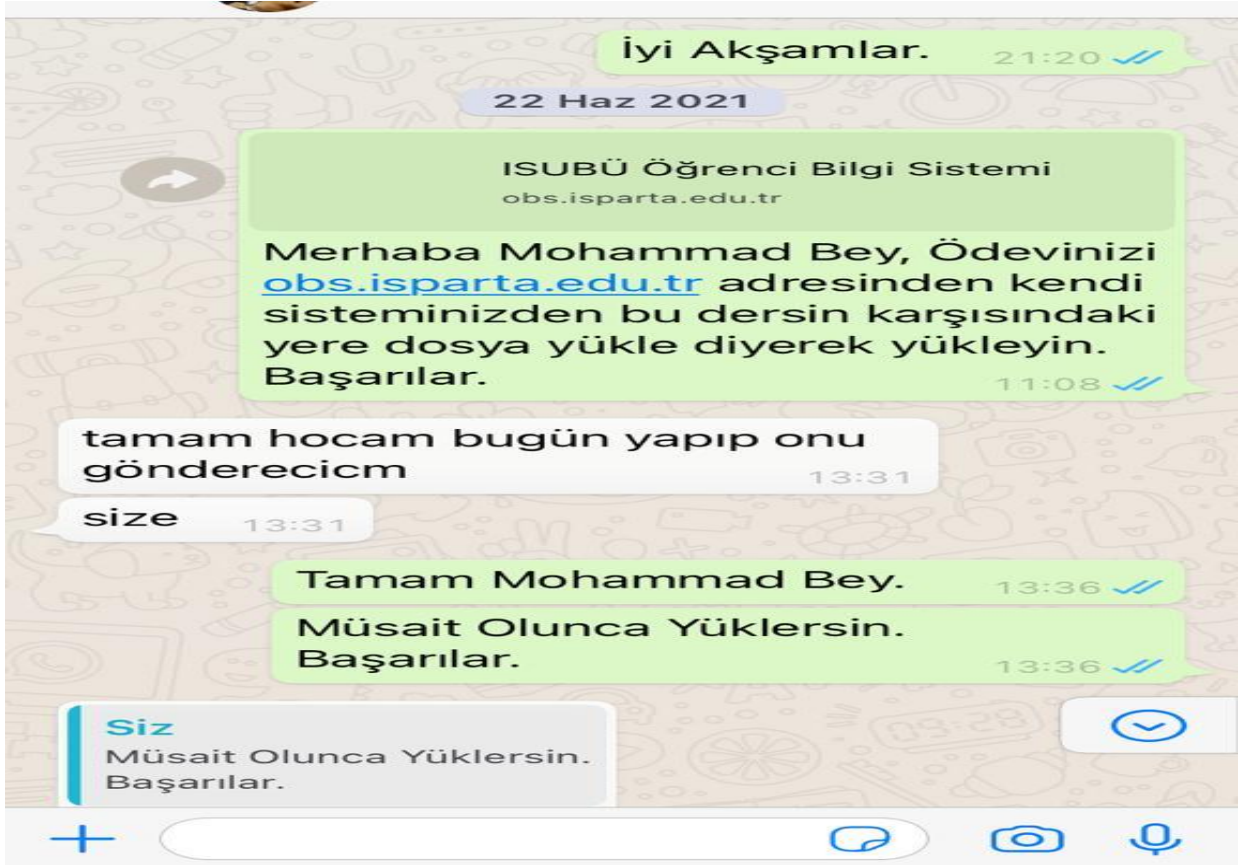 İyi Akşamlar.
21:20
22 Haz 2021
ISUBÜ Öğrenci Bilgi Sistemi
obs.isparta.edu.tr
Merhaba Mohammad Bey, Ödevinizi
obs.isparta.edu.tr adresinden kendi
sisteminizden bu dersin karşısındaki
yere dosya yükle diyerek yükleyin.
Başarılar.
11:08
tamam hocam bugün yapıp onu
gönderecicm
13:31
size
13:31
Tamam Mohammad Bey.
13:36
Müsait Olunca Yüklersin.
Başarılar.
13:36
Siz
Müsait Olunca Yüklersin.
Başarılar.